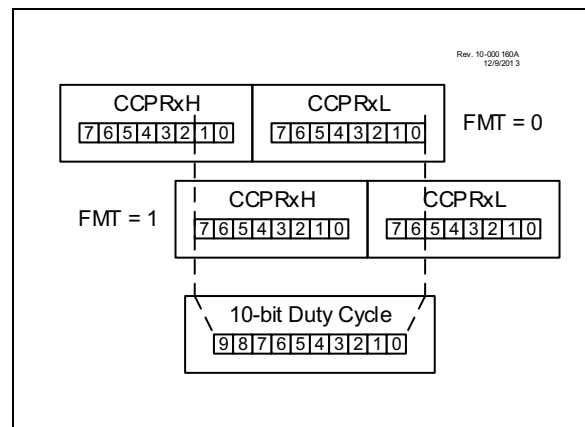 Rev. 10-000 160A
12/9/201 3
CCPRxH CCPRxL
7 6 5 4 3 2 1 0 7 6 5 4 3 2 1 0 FMT = 0
CCPRxH CCPRxL
FMT = 1 7 6 5 4 3 2 1 0 7 6 5 4 3 2 1 0
10-bit Duty Cycle
9 8 7 6 5 4 3 2 1 0